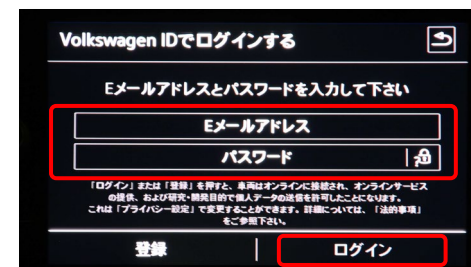 Volkswagen IDでログインする
Eメールアドレスとパスワードを入力して下さい
Eメールアドレス
パスワード
「ログイン」または「登録」を押すと、車両はオンラインに接続され、オンラインサービス
の提供、および研究・開発目的で個人データの送信を許可したことになります。
これは「プライバシー設定」で変更することができます。詳細については、「法的事項」
をご参照下さい。
登録
ログイン